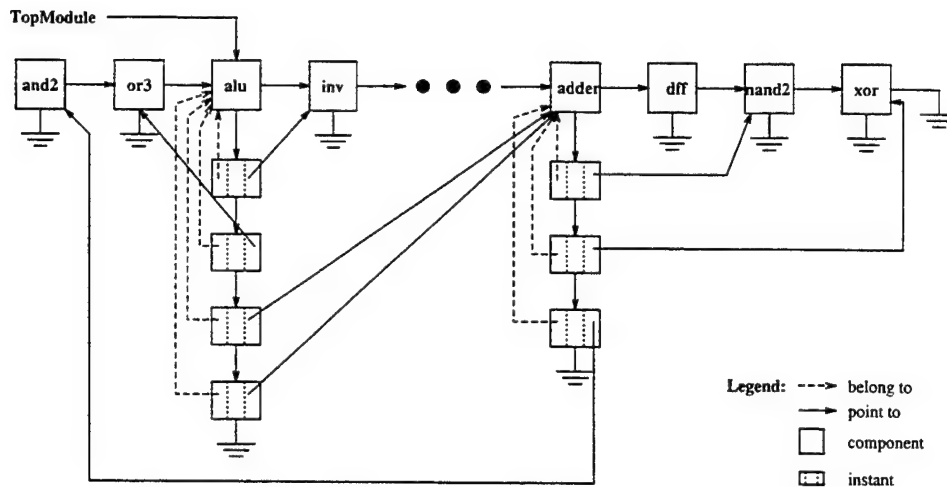 TopModule
and2
or3
alu
inv
adder
dff
nand2
xor
Legend:
belong to
point to
component
instant